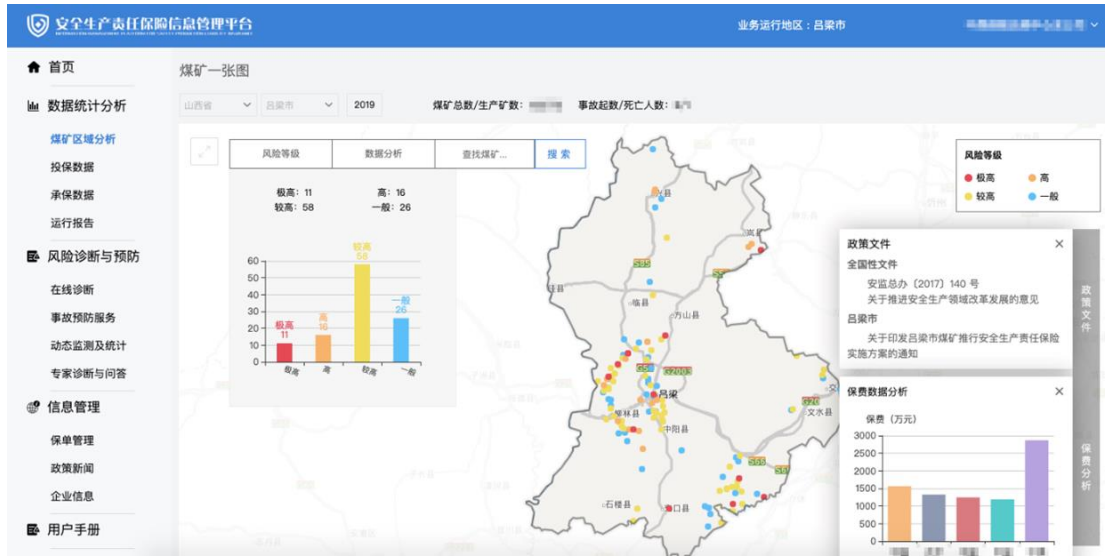 安全生产责任保险信息管理平台
业务运行地区：吕梁市
首页
数据统计分析
煤矿区域分析
投保数据
承保数据
运行报告
风险诊断与预防
在线诊断
事故预防服务
动态监测及统计
专家诊断与问答
信息管理
保单管理
政策新闻
企业信息
用户手册
煤矿一张图
山西省
吕梁市
2019
煤矿总数/生产矿数：
事故起数/死亡人数：
风险等级
数据分析
查找煤矿...
搜 索
极高：11
高：16
较高：58
一般：26
60
50
40
30
20
10
0
极高
11
高
16
较高
58
一般
26
极高
高
较高
一般
风险等级
极高
高
较高
一般
兴县
岚县
S05
临县
方山县
G2003
吕梁
柳林县
中阳县
G20
文水县
S56
石楼县
口县
政策文件
全国性文件
安监总办〔2017〕140 号
关于推进安全生产领域改革发展的意见
吕梁市
关于印发吕梁市煤矿推行安全生产责任保险
实施方案的通知
政策文件
保费数据分析
保费（万元）
3000
2500
2000
1500
1000
500
0
保费分析